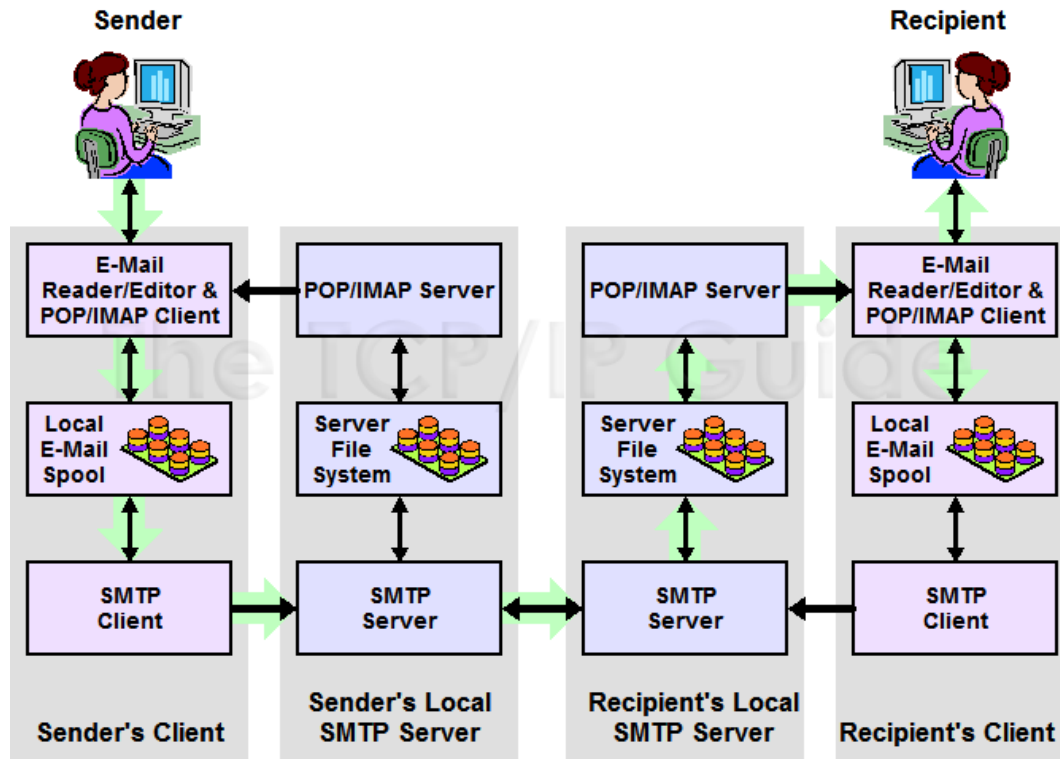 Sender
Recipient
E-Mail
Reader/Editor &
POP/IMAP Client
POP/IMAP Server
POP/IMAP Server
E-Mail
Reader/Editor &
POP/IMAP Client
The TCP/IP Guide
Local
E-Mail
Spool
Server
File
System
Server
File
System
Local
E-Mail
Spool
SMTP
Client
SMTP
Server
SMTP
Server
SMTP
Client
Sender's Client
Sender's Local
SMTP Server
Recipient's Local
SMTP Server
Recipient's Client